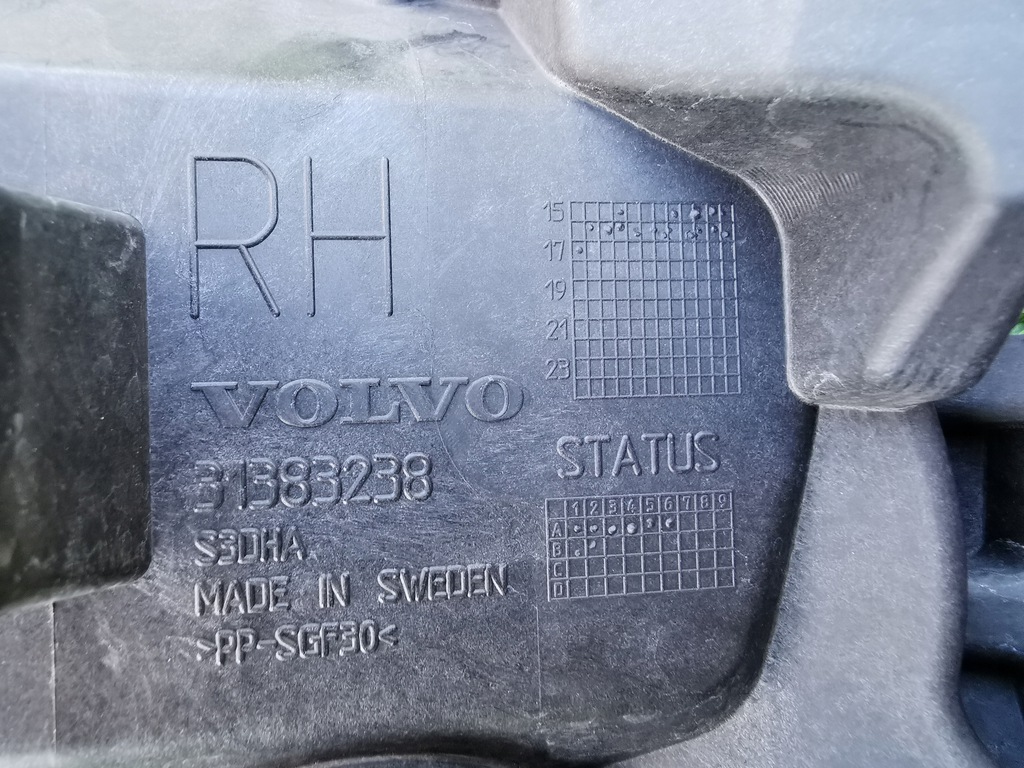 RH
VOLVO
31383238
S3DHA
MADE IN SWEDEN
>PP-SGF30<
15
17
19
21
23
STATUS
1 2 3 4 5 6 7 8 9
A
B
C
D